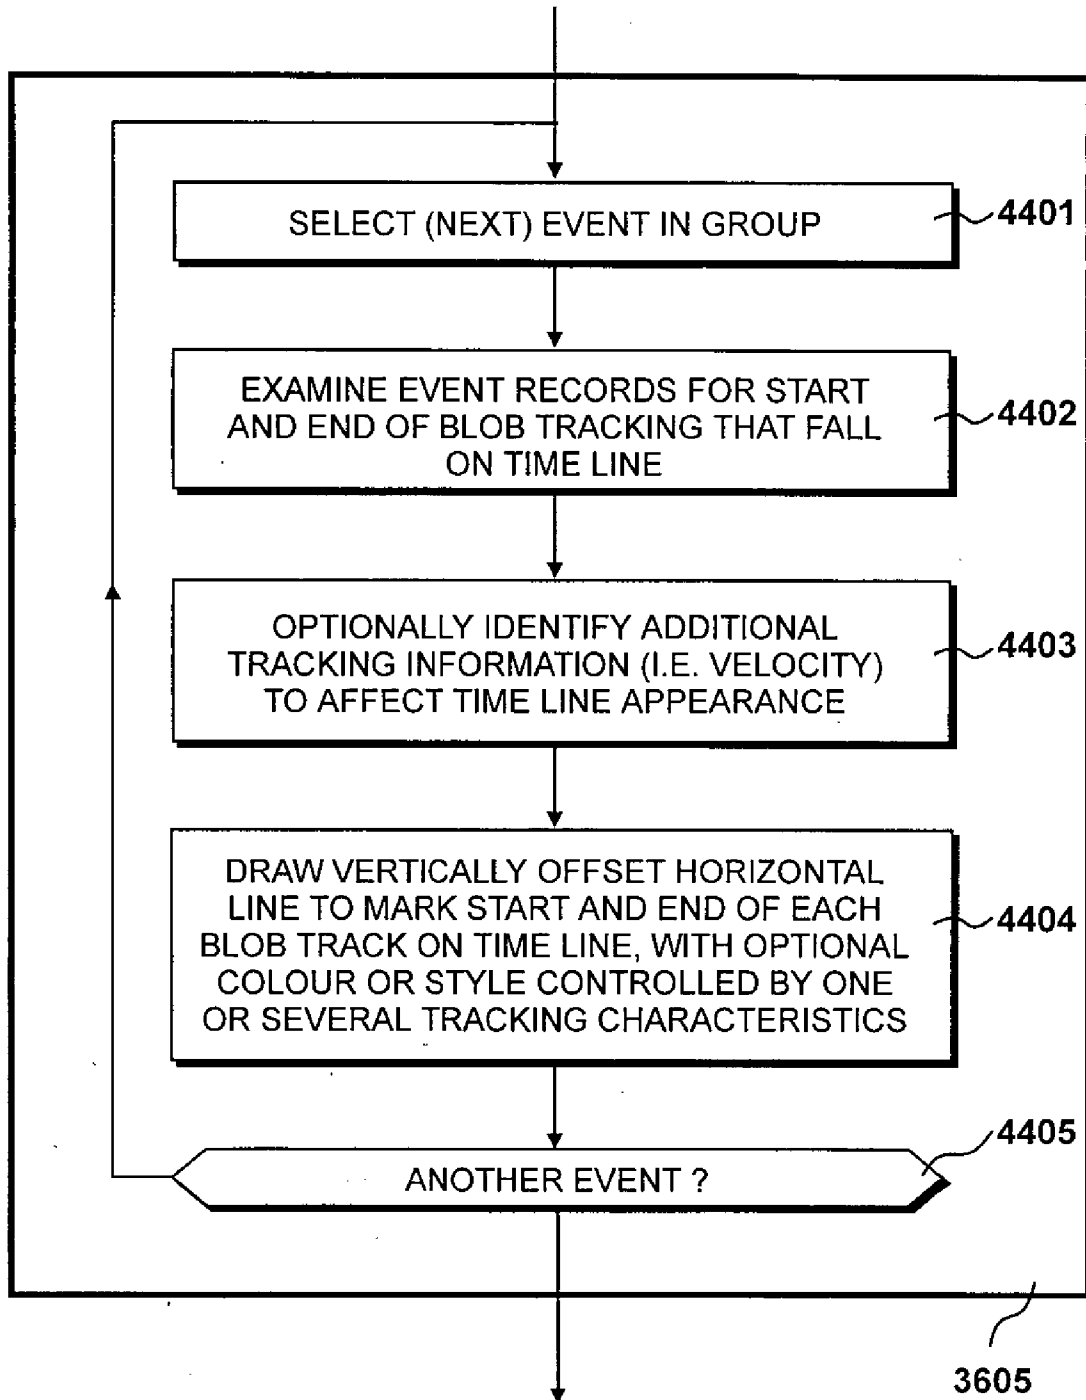 SELECT (NEXT) EVENT IN GROUP
4401
EXAMINE EVENT RECORDS FOR START
AND END OF BLOB TRACKING THAT FALL
ON TIME LINE
4402
OPTIONALLY IDENTIFY ADDITIONAL
TRACKING INFORMATION (I.E. VELOCITY)
TO AFFECT TIME LINE APPEARANCE
4403
DRAW VERTICALLY OFFSET HORIZONTAL
LINE TO MARK START AND END OF EACH
BLOB TRACK ON TIME LINE, WITH OPTIONAL
COLOUR OR STYLE CONTROLLED BY ONE
OR SEVERAL TRACKING CHARACTERISTICS
4404
ANOTHER EVENT ?
4405
3605